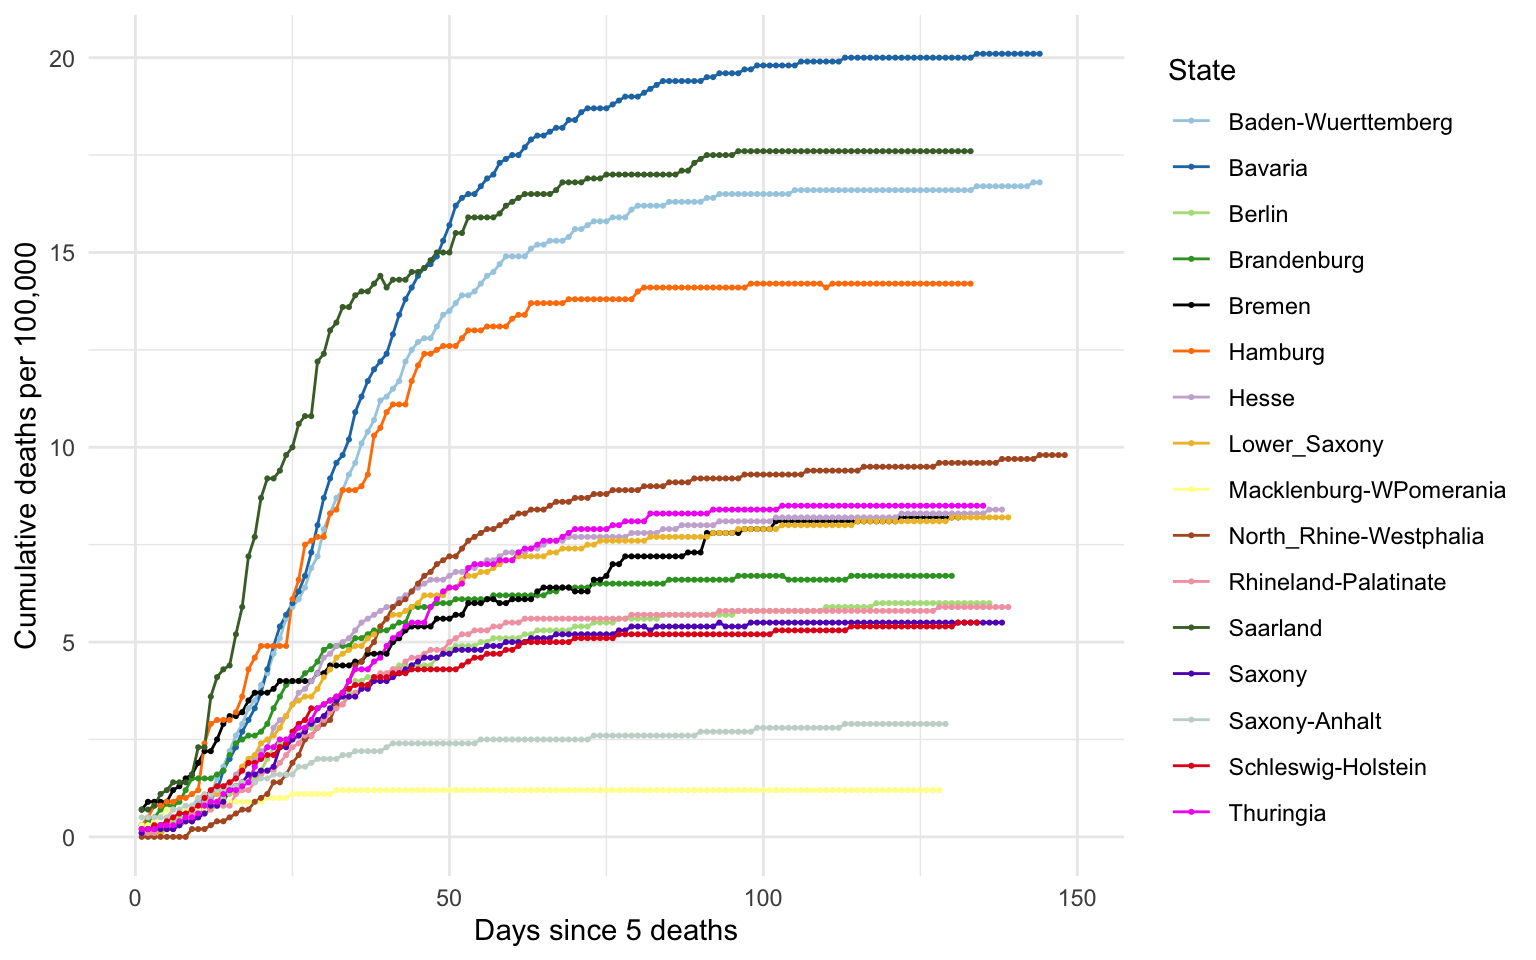 Cumulative deaths per 100,000
20
15
10
5
0
0
50
100
150
Days since 5 deaths
State
Baden-Wuerttemberg
Bavaria
Berlin
Brandenburg
Bremen
Hamburg
Hesse
Lower_Saxony
Macklenburg-WPomerania
North_Rhine-Westphalia
Rhineland-Palatinate
Saarland
Saxony
Saxony-Anhalt
Schleswig-Holstein
Thuringia